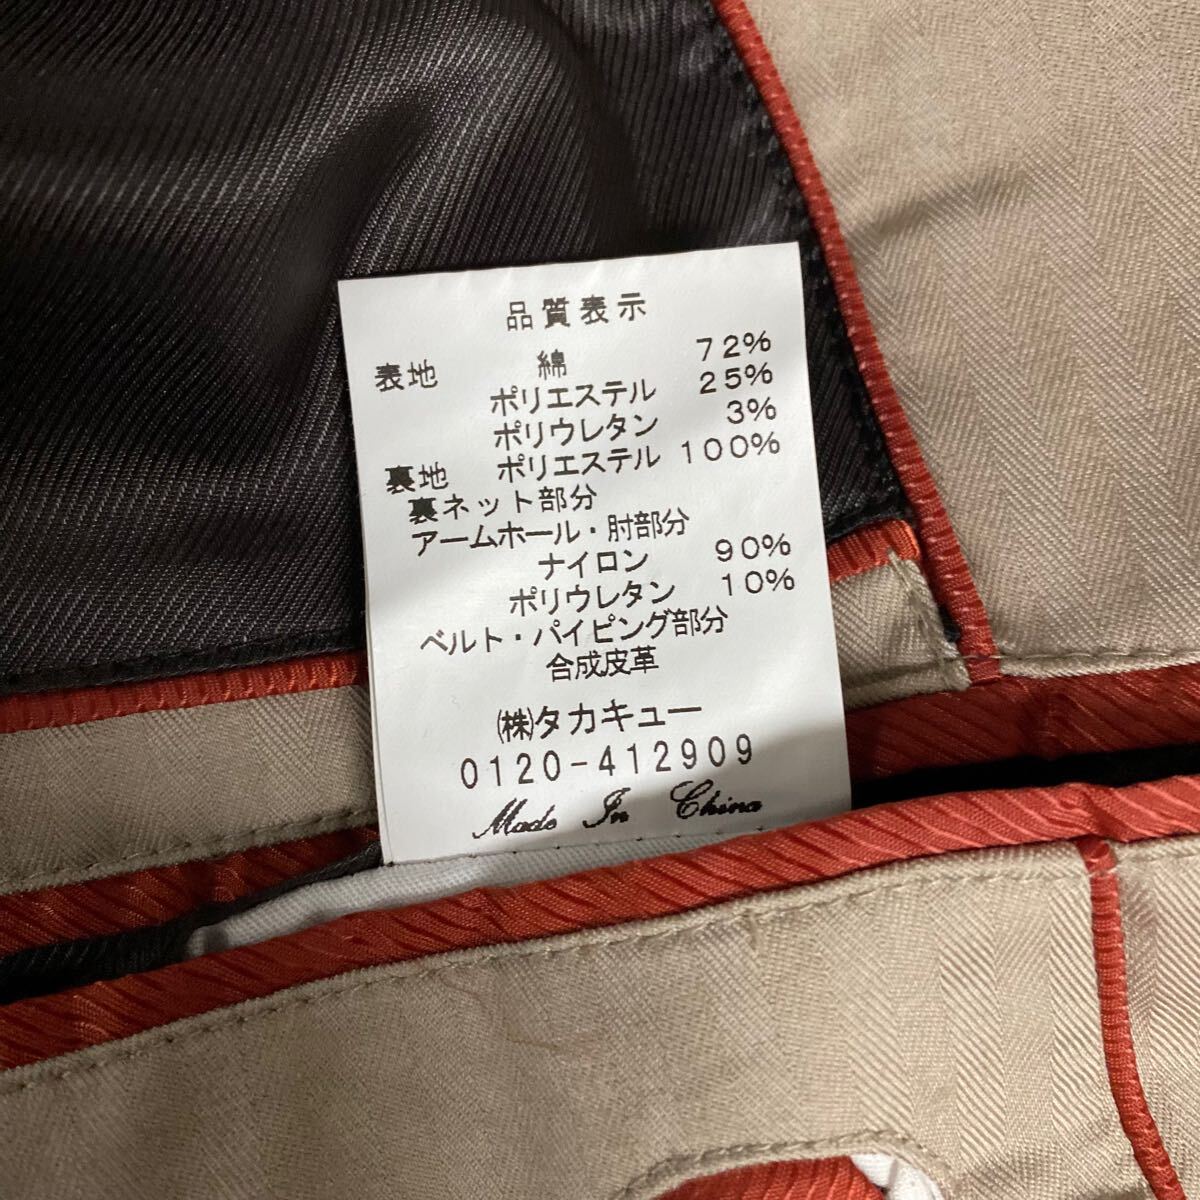 品質表示
表地 綿 72%
ポリエステル 25%
ポリウレタン 3%
裏地 ポリエステル 100%
裏ネット部分
アームホール・肘部分
ナイロン 90%
ポリウレタン 10%
ベルト・パイピング部分
合成皮革
(株)タカキュー
0120-412909
Made In China